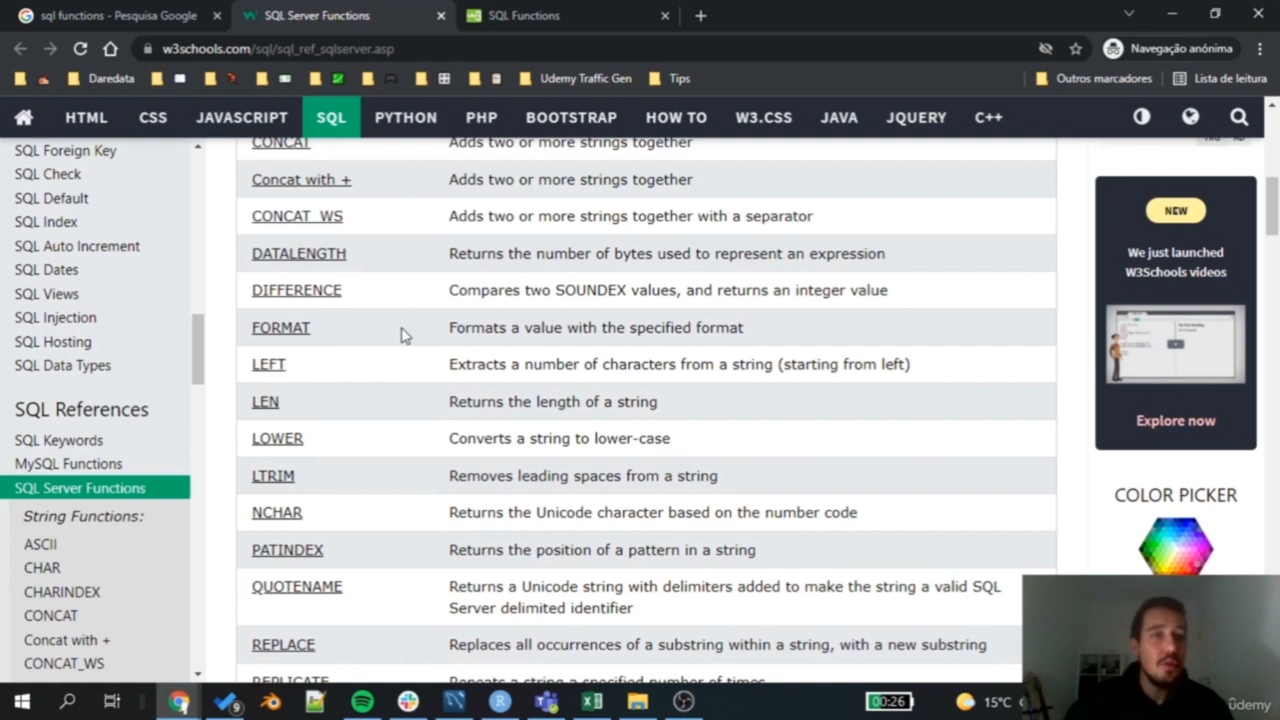 sql functions - Pesquisa Google
SQL Server Functions
SQL Functions
w3schools.com/sql/sql_ref_sqlserver.asp
Navegação anónima
Daredata
Udemy Traffic Gen
Tips
Outros marcadores
Lista de leitura
HTML CSS JAVASCRIPT SQL PYTHON PHP BOOTSTRAP HOW TO W3.CSS JAVA JQUERY C++
SQL Foreign Key
SQL Check
SQL Default
SQL Index
SQL Auto Increment
SQL Dates
SQL Views
SQL Injection
SQL Hosting
SQL Data Types
SQL References
SQL Keywords
MySQL Functions
SQL Server Functions
String Functions:
ASCII
CHAR
CHARINDEX
CONCAT
Concat with +
CONCAT_WS
CONCAT Adds two or more strings together
Concat with + Adds two or more strings together
CONCAT_WS Adds two or more strings together with a separator
DATALENGTH Returns the number of bytes used to represent an expression
DIFFERENCE Compares two SOUNDEX values, and returns an integer value
FORMAT Formats a value with the specified format
LEFT Extracts a number of characters from a string (starting from left)
LEN Returns the length of a string
LOWER Converts a string to lower-case
LTRIM Removes leading spaces from a string
NCHAR Returns the Unicode character based on the number code
PATINDEX Returns the position of a pattern in a string
QUOTENAME Returns a Unicode string with delimiters added to make the string a valid SQL
Server delimited identifier
REPLACE Replaces all occurrences of a substring within a string, with a new substring
REPLICATE Repeats a string a specified number of times
NEW
We just launched
W3Schools videos
Explore now
COLOR PICKER
9
00:26
15°C
ûdemy